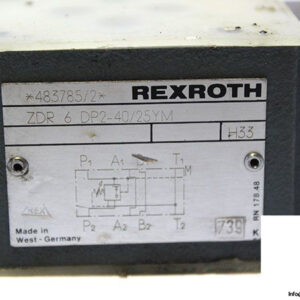 *483785/2* REXROTH
ZDR 6 DP2-40/25YM
H33
P1 A1 B1 T1
M
P2 A2 B2 T2
Made in
West-Germany
739
K
RN 178.48